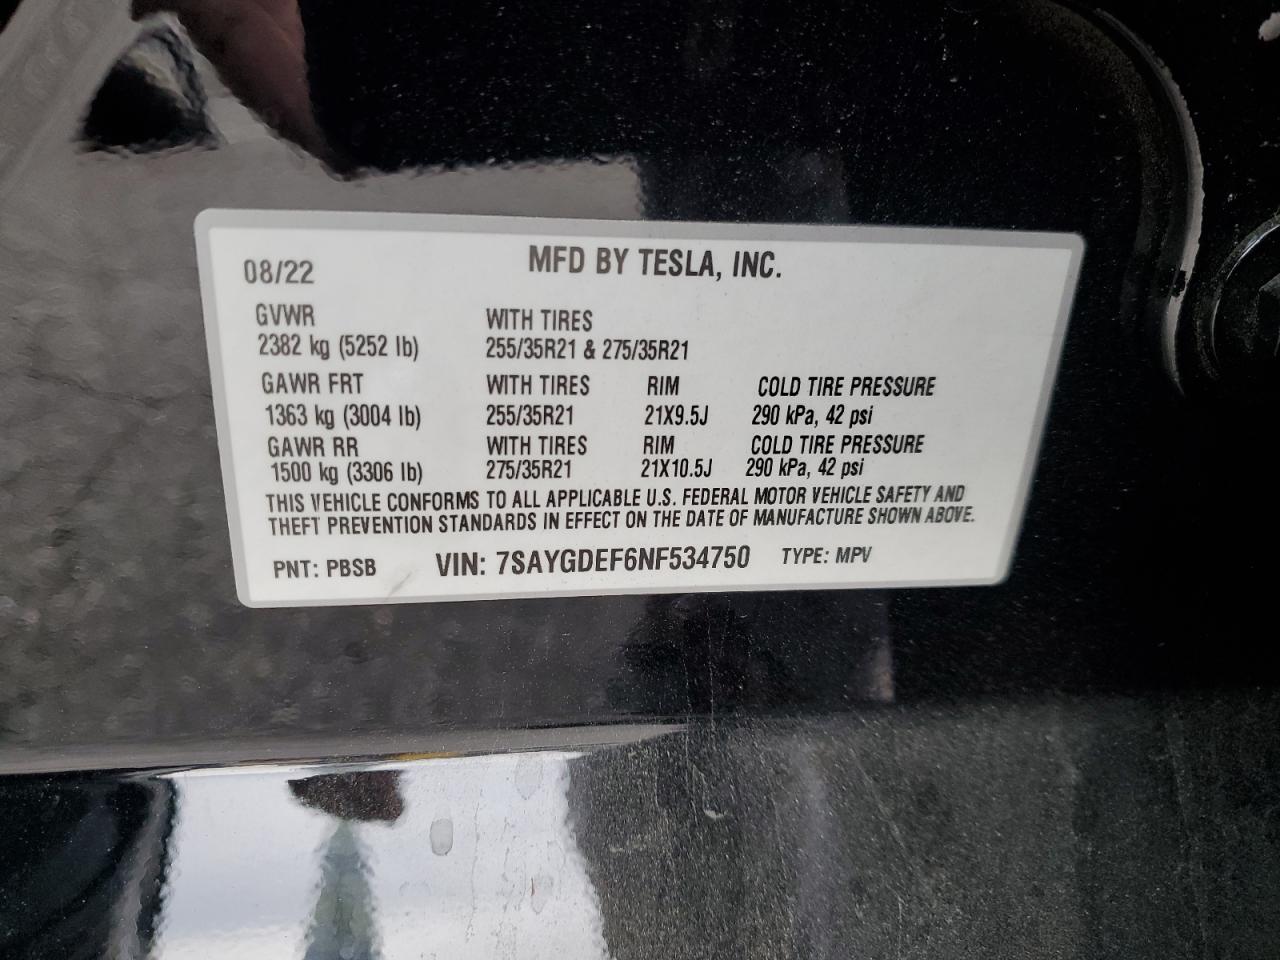 MFD BY TESLA, INC.
08/22
GVWR WITH TIRES
2382 kg (5252 lb) 255/35R21 & 275/35R21
GAWR FRT WITH TIRES RIM COLD TIRE PRESSURE
1363 kg (3004 lb) 255/35R21 21X9.5J 290 kPa, 42 psi
GAWR RR WITH TIRES RIM COLD TIRE PRESSURE
1500 kg (3306 lb) 275/35R21 21X10.5J 290 kPa, 42 psi
THIS VEHICLE CONFORMS TO ALL APPLICABLE U.S. FEDERAL MOTOR VEHICLE SAFETY AND
THEFT PREVENTION STANDARDS IN EFFECT ON THE DATE OF MANUFACTURE SHOWN ABOVE.
PNT: PBSB VIN: 7SAYGDEF6NF534750 TYPE: MPV